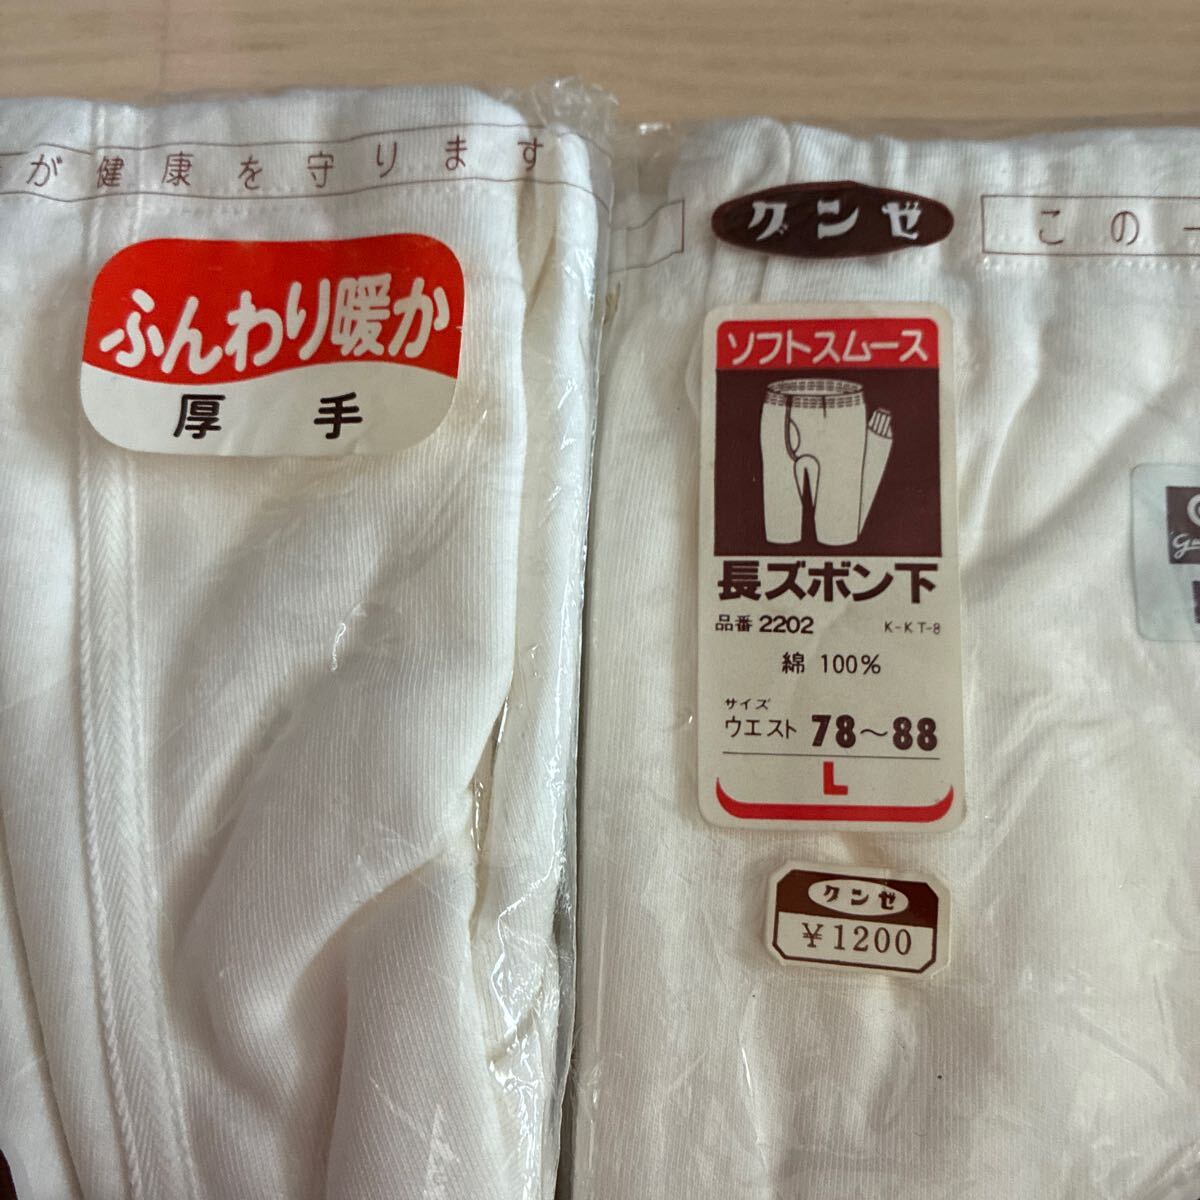 が健康を守ります
ふんわり暖か
厚手
グンゼ
この一
ソフトスムース
長ズボン下
品番 2202 K-KT-8
綿 100%
サイズ
ウエスト 78～88
L
グンゼ
¥1200